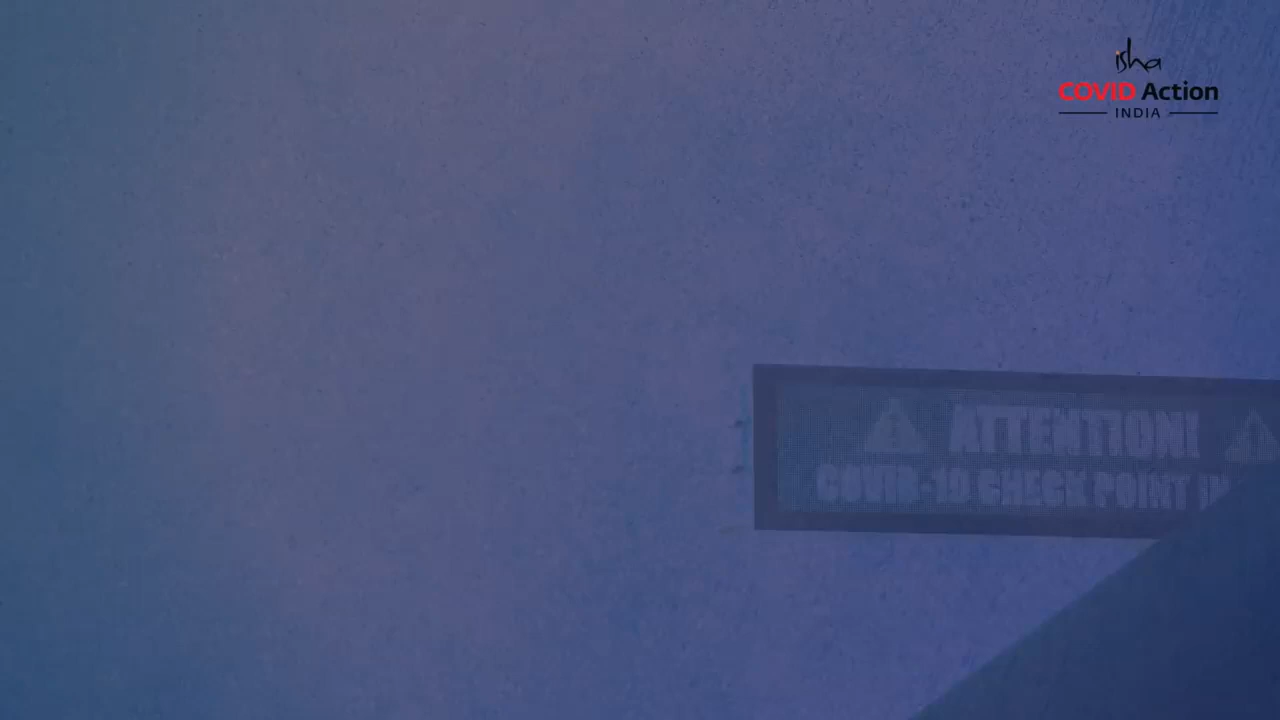 isha
COVID Action
INDIA
ATTENTION!
COVID-19 CHECK POINT